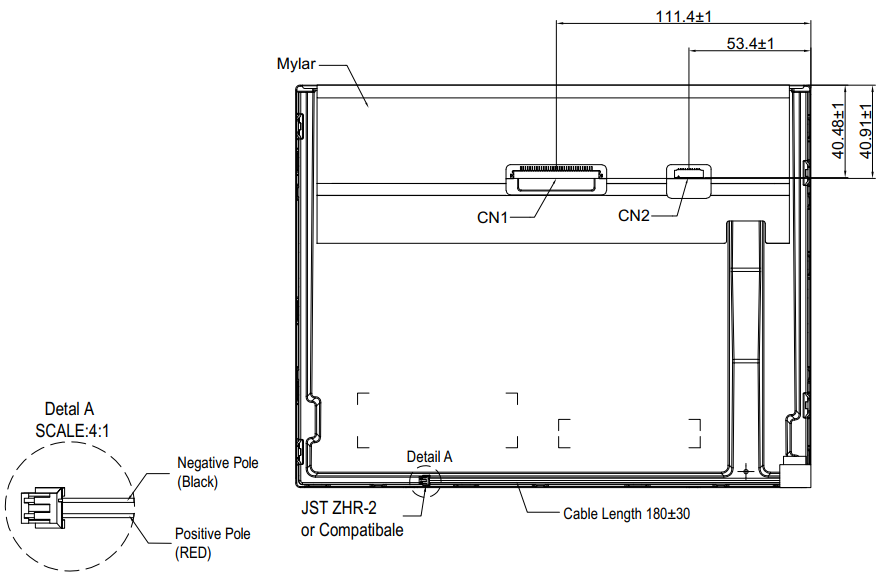 111.4±1
53.4±1
Mylar
40.48±1
40.91±1
CN1
CN2
Detal A
SCALE:4:1
Detail A
Negative Pole
(Black)
JST ZHR-2
or Compatibale
Cable Length 180±30
Positive Pole
(RED)